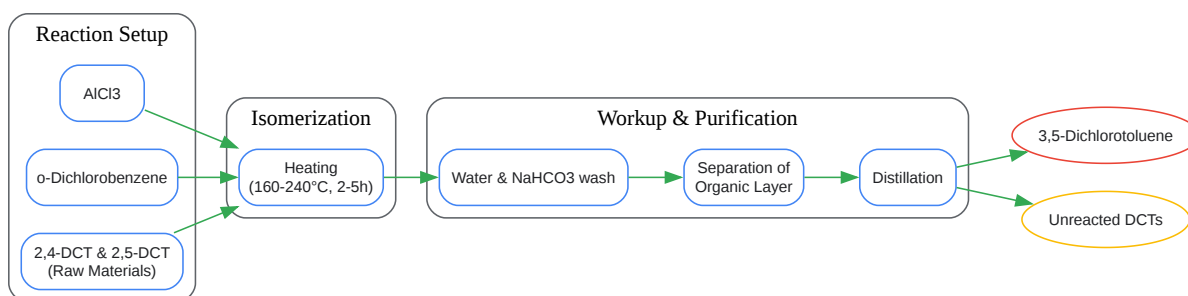 Reaction Setup
AlCl3
o-Dichlorobenzene
2,4-DCT & 2,5-DCT
(Raw Materials)
Isomerization
Heating
(160-240°C, 2-5h)
Workup & Purification
Water & NaHCO3 wash
Separation of
Organic Layer
Distillation
3,5-Dichlorotoluene
Unreacted DCTs